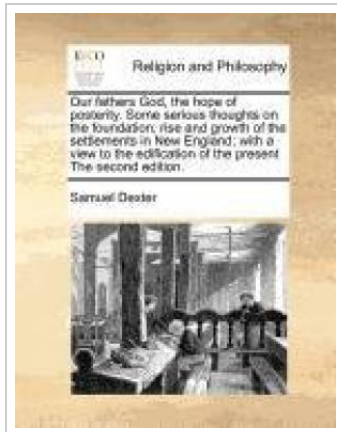 ECCO
Religion and Philosophy
Our fathers God, the hope of
posterity. Some serious thoughts on
the foundation, rise and growth of the
settlements in New England; with a
view to the edification of the present
The second edition.
Samuel Dexter